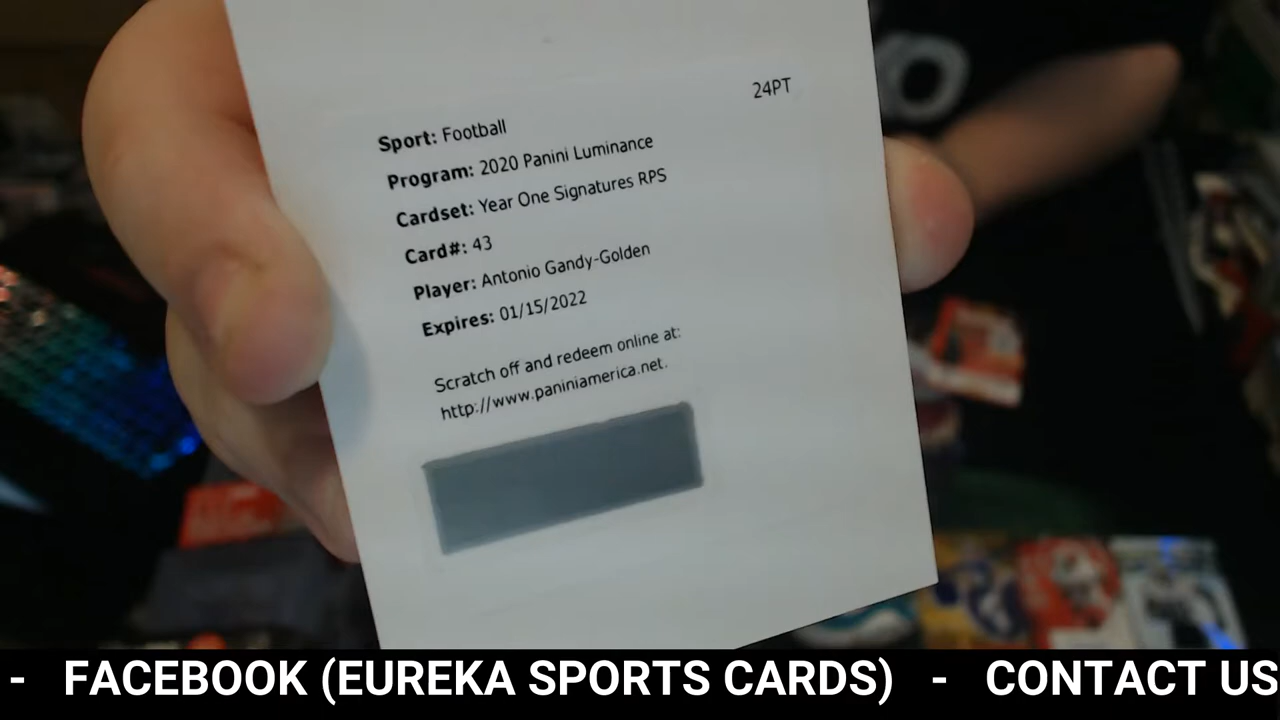 24PT
Sport: Football
Program: 2020 Panini Luminance
Cardset: Year One Signatures RPS
Card#: 43
Player: Antonio Gandy-Golden
Expires: 01/15/2022
Scratch off and redeem online at:
http://www.paniniamerica.net.
- FACEBOOK (EUREKA SPORTS CARDS) - CONTACT US